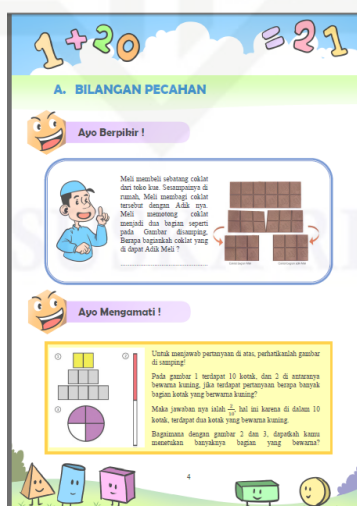 1 + 20 = 21
A. BILANGAN PECAHAN
Ayo Berpikir !
Meli membeli sebatang coklat
dari toko kue. Sesampainya di
rumah, Meli membagi coklat
tersebut dengan Adik nya.
Meli memotong coklat
menjadi dua bagian seperti
pada Gambar disamping,
Berapa bagiankah coklat yang
di dapat Adik Meli ?
Ayo Mengamati !
Untuk menjawab pertanyaan di atas, perhatikanlah gambar
di samping!
Pada gambar 1 terdapat 10 kotak, dan 2 di antaranya
bewarna kuning, jika terdapat pertanyaan berapa banyak
bagian kotak yang berwarna kuning?
Maka jawaban nya ialah 2/10, hal ini karena di dalam 10
kotak, terdapat dua kotak yang bewarna kuning.
Bagaimana dengan gambar 2 dan 3, dapatkah kamu
menetukan banyaknya bagian yang bewarna?
4